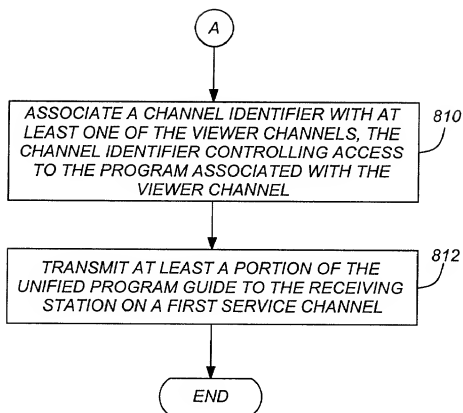 A
ASSOCIATE A CHANNEL IDENTIFIER WITH AT
LEAST ONE OF THE VIEWER CHANNELS, THE
CHANNEL IDENTIFIER CONTROLLING ACCESS
TO THE PROGRAM ASSOCIATED WITH THE
VIEWER CHANNEL
810
TRANSMIT AT LEAST A PORTION OF THE
UNIFIED PROGRAM GUIDE TO THE RECEIVING
STATION ON A FIRST SERVICE CHANNEL
812
END